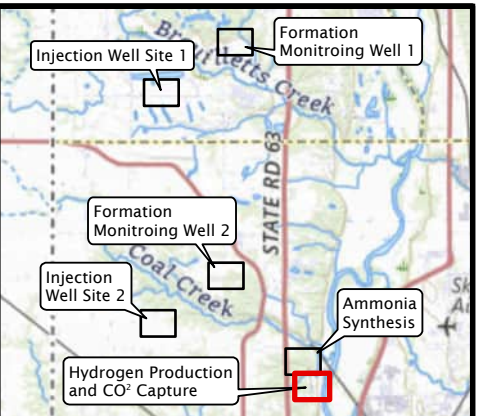 Formation
Monitroing Well 1
Injection Well Site 1
Brouilletts Creek
STATE RD 63
Formation
Monitroing Well 2
Coal Creek
Injection
Well Site 2
Ammonia
Synthesis
Hydrogen Production
and CO² Capture